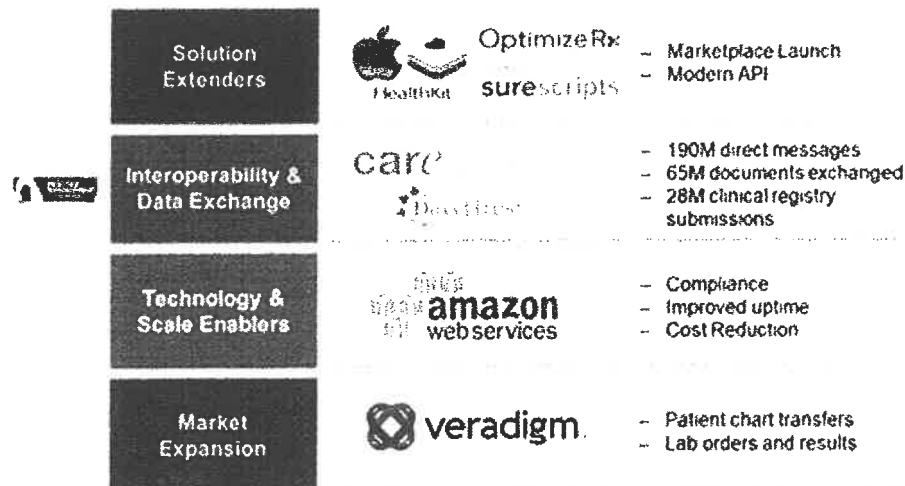 Solution
Extenders
HealthKit
OptimizeRx
surescripts
– Marketplace Launch
– Modern API
Interoperability &
Data Exchange
care
– 190M direct messages
– 65M documents exchanged
– 28M clinical registry
submissions
Technology &
Scale Enablers
amazon
webservices
– Compliance
– Improved uptime
– Cost Reduction
Market
Expansion
veradigm.
– Patient chart transfers
– Lab orders and results